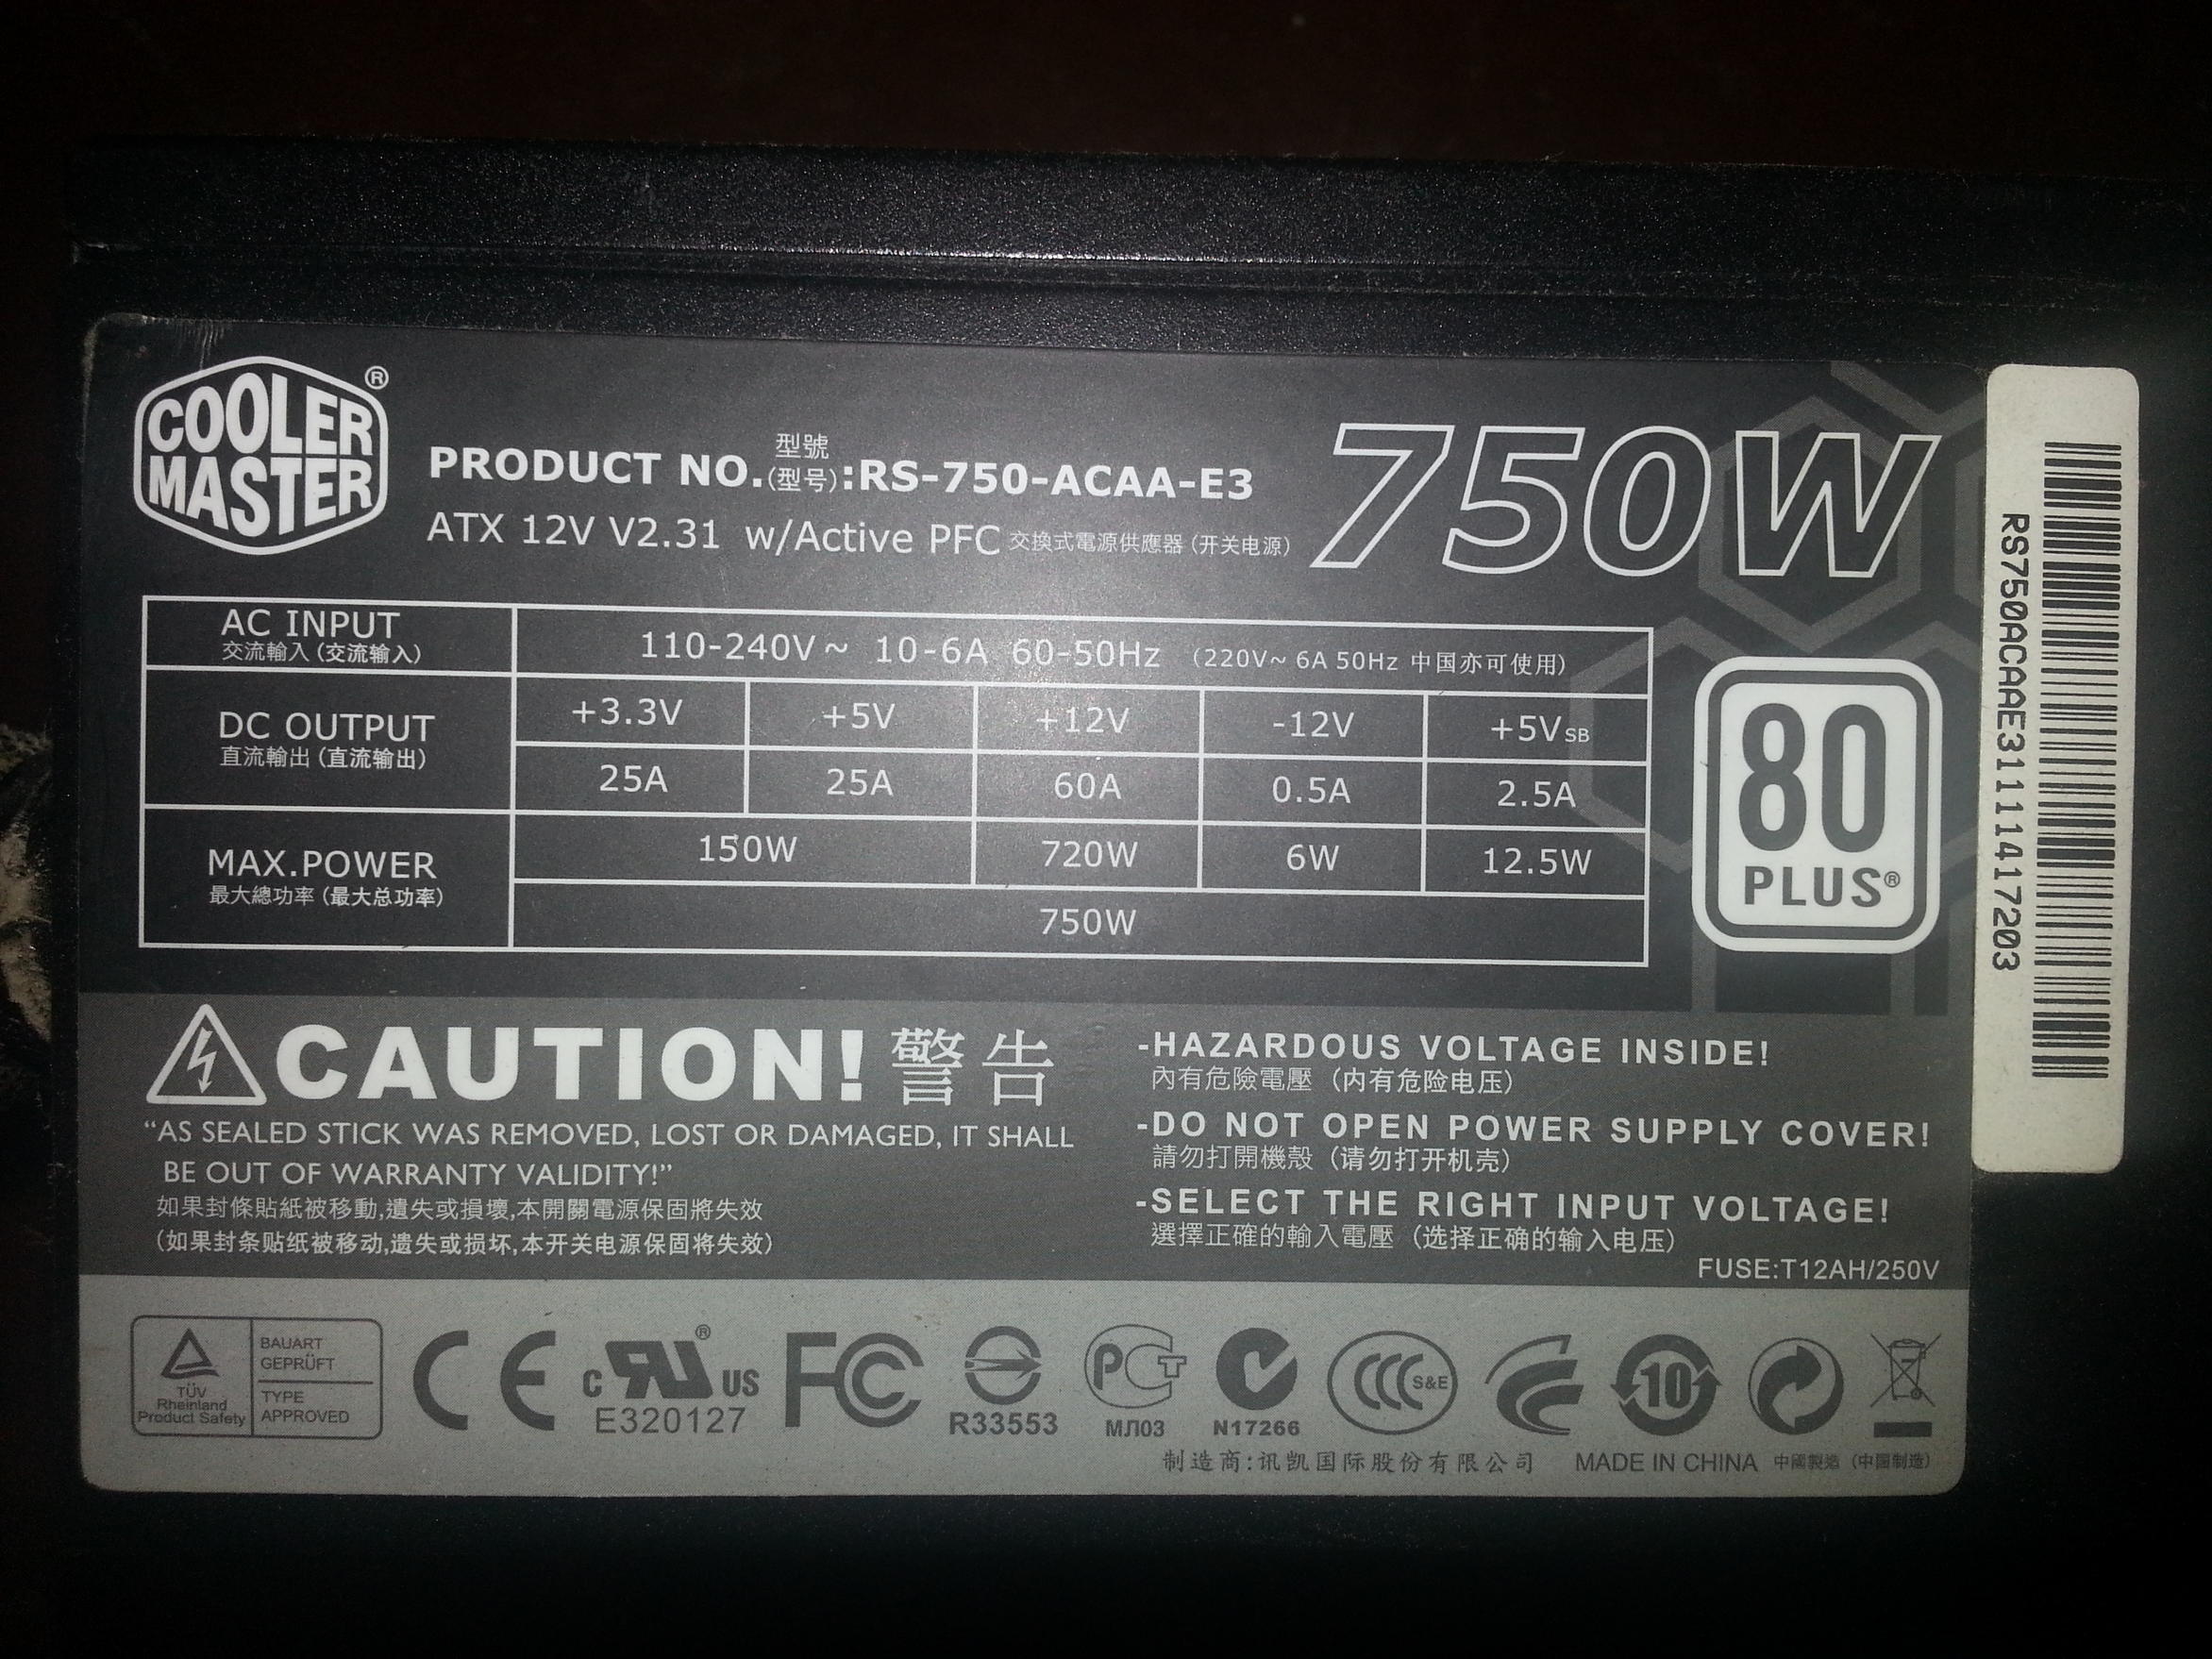 COOLER MASTER®
PRODUCT NO.(型號 型号):RS-750-ACAA-E3
750W
ATX 12V V2.31 w/Active PFC 交換式電源供應器 (开关电源)
AC INPUT 110-240V~ 10-6A 60-50Hz (220V~ 6A 50Hz 中国亦可使用)
交流輸入 (交流输入)
DC OUTPUT
直流輸出 (直流输出)
+3.3V +5V +12V -12V +5VSB
25A 25A 60A 0.5A 2.5A
MAX.POWER
最大總功率 (最大总功率)
150W 720W 6W 12.5W
750W
80
PLUS®
RS750ACAAE31111417203
CAUTION! 警告
"AS SEALED STICK WAS REMOVED, LOST OR DAMAGED, IT SHALL
BE OUT OF WARRANTY VALIDITY!"
如果封條貼紙被移動,遺失或損壞,本開關電源保固將失效
(如果封条贴纸被移动,遗失或损坏,本开关电源保固将失效)
-HAZARDOUS VOLTAGE INSIDE!
內有危險電壓 (内有危险电压)
-DO NOT OPEN POWER SUPPLY COVER!
請勿打開機殼 (请勿打开机壳)
-SELECT THE RIGHT INPUT VOLTAGE!
選擇正確的輸入電壓 (选择正确的输入电压)
FUSE:T12AH/250V
TÜV
Rheinland
Product Safety
BAUART
GEPRÜFT
TYPE
APPROVED
CE
c RU® US
E320127
FC
R33553
РСТ
МЛ03
N17266
CCC S&E
10
制造商:讯凯国际股份有限公司 MADE IN CHINA 中國製造 (中国制造)